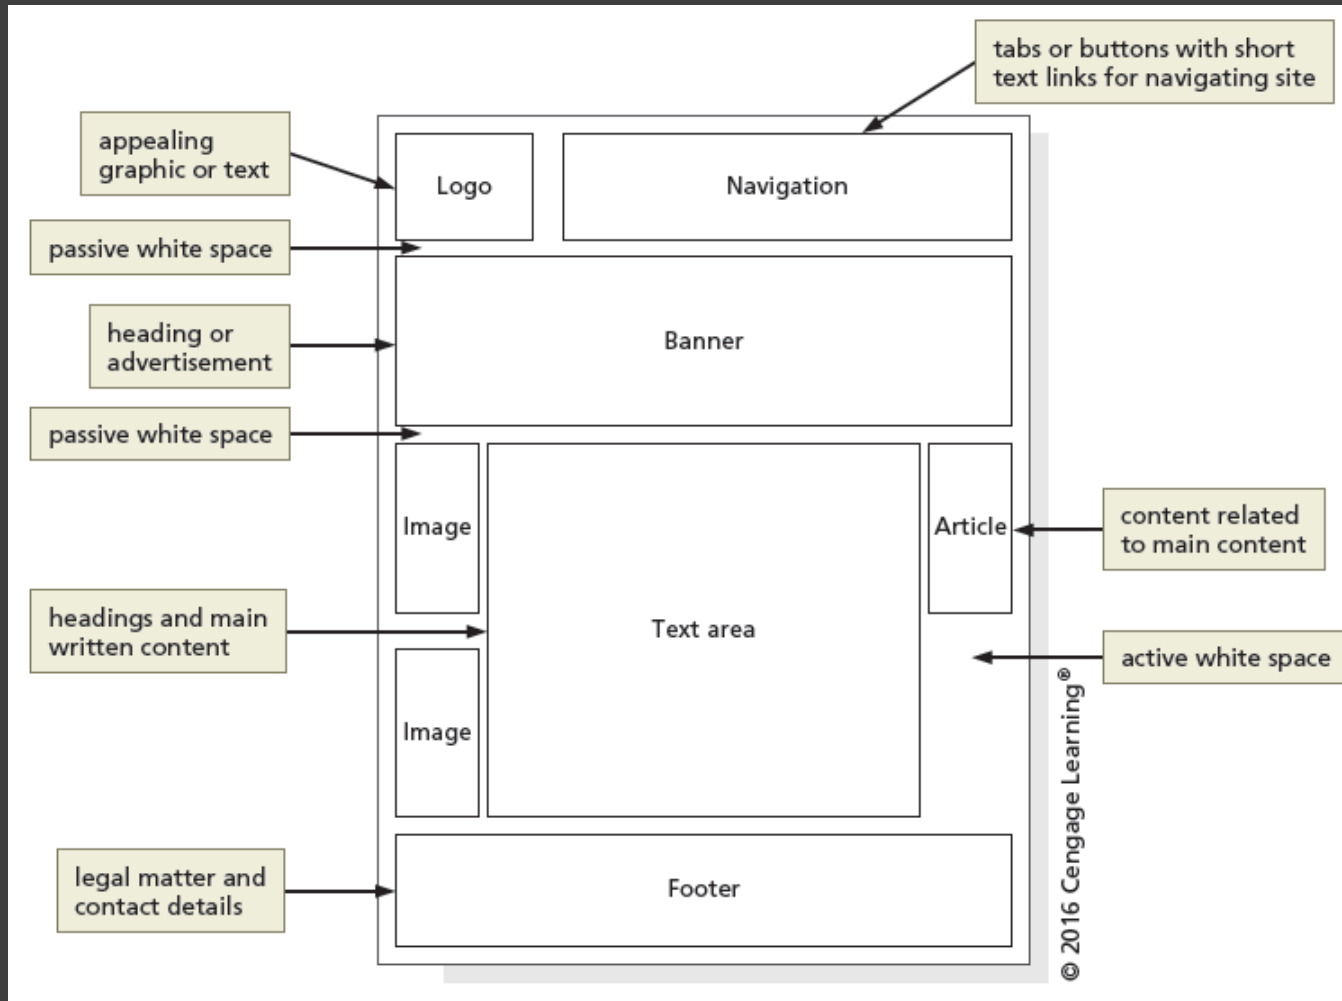 tabs or buttons with short
text links for navigating site
appealing
graphic or text
Logo
Navigation
passive white space
heading or
advertisement
Banner
passive white space
Image
Article
content related
to main content
headings and main
written content
Text area
active white space
Image
legal matter and
contact details
Footer
© 2016 Cengage Learning®